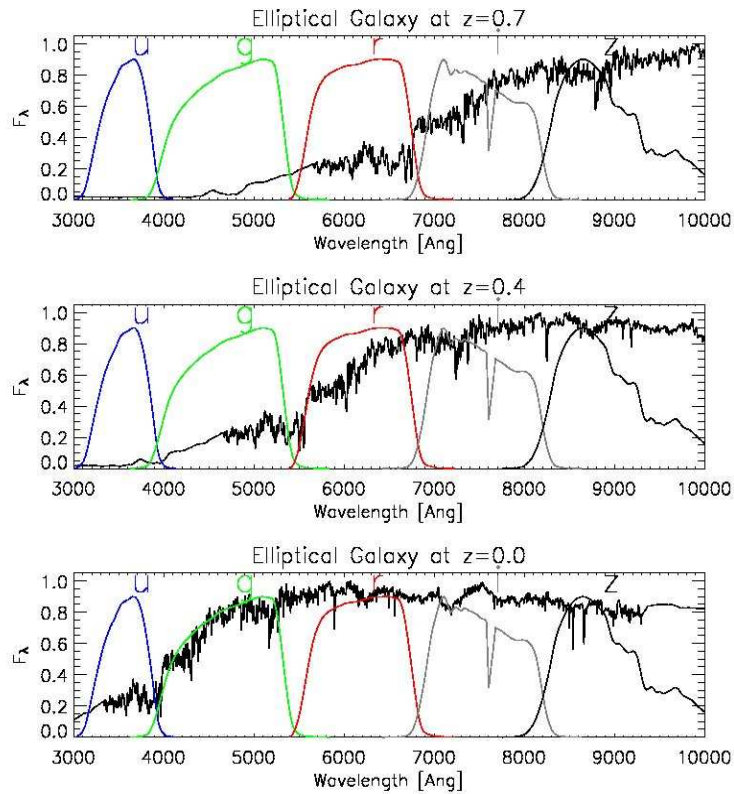 Elliptical Galaxy at z=0.7
u g r i z
1.0
0.8
0.6
0.4
0.2
0.0
Fλ
3000 4000 5000 6000 7000 8000 9000 10000
Wavelength [Ang]
Elliptical Galaxy at z=0.4
u g r i z
1.0
0.8
0.6
0.4
0.2
0.0
Fλ
3000 4000 5000 6000 7000 8000 9000 10000
Wavelength [Ang]
Elliptical Galaxy at z=0.0
u g r i z
1.0
0.8
0.6
0.4
0.2
0.0
Fλ
3000 4000 5000 6000 7000 8000 9000 10000
Wavelength [Ang]